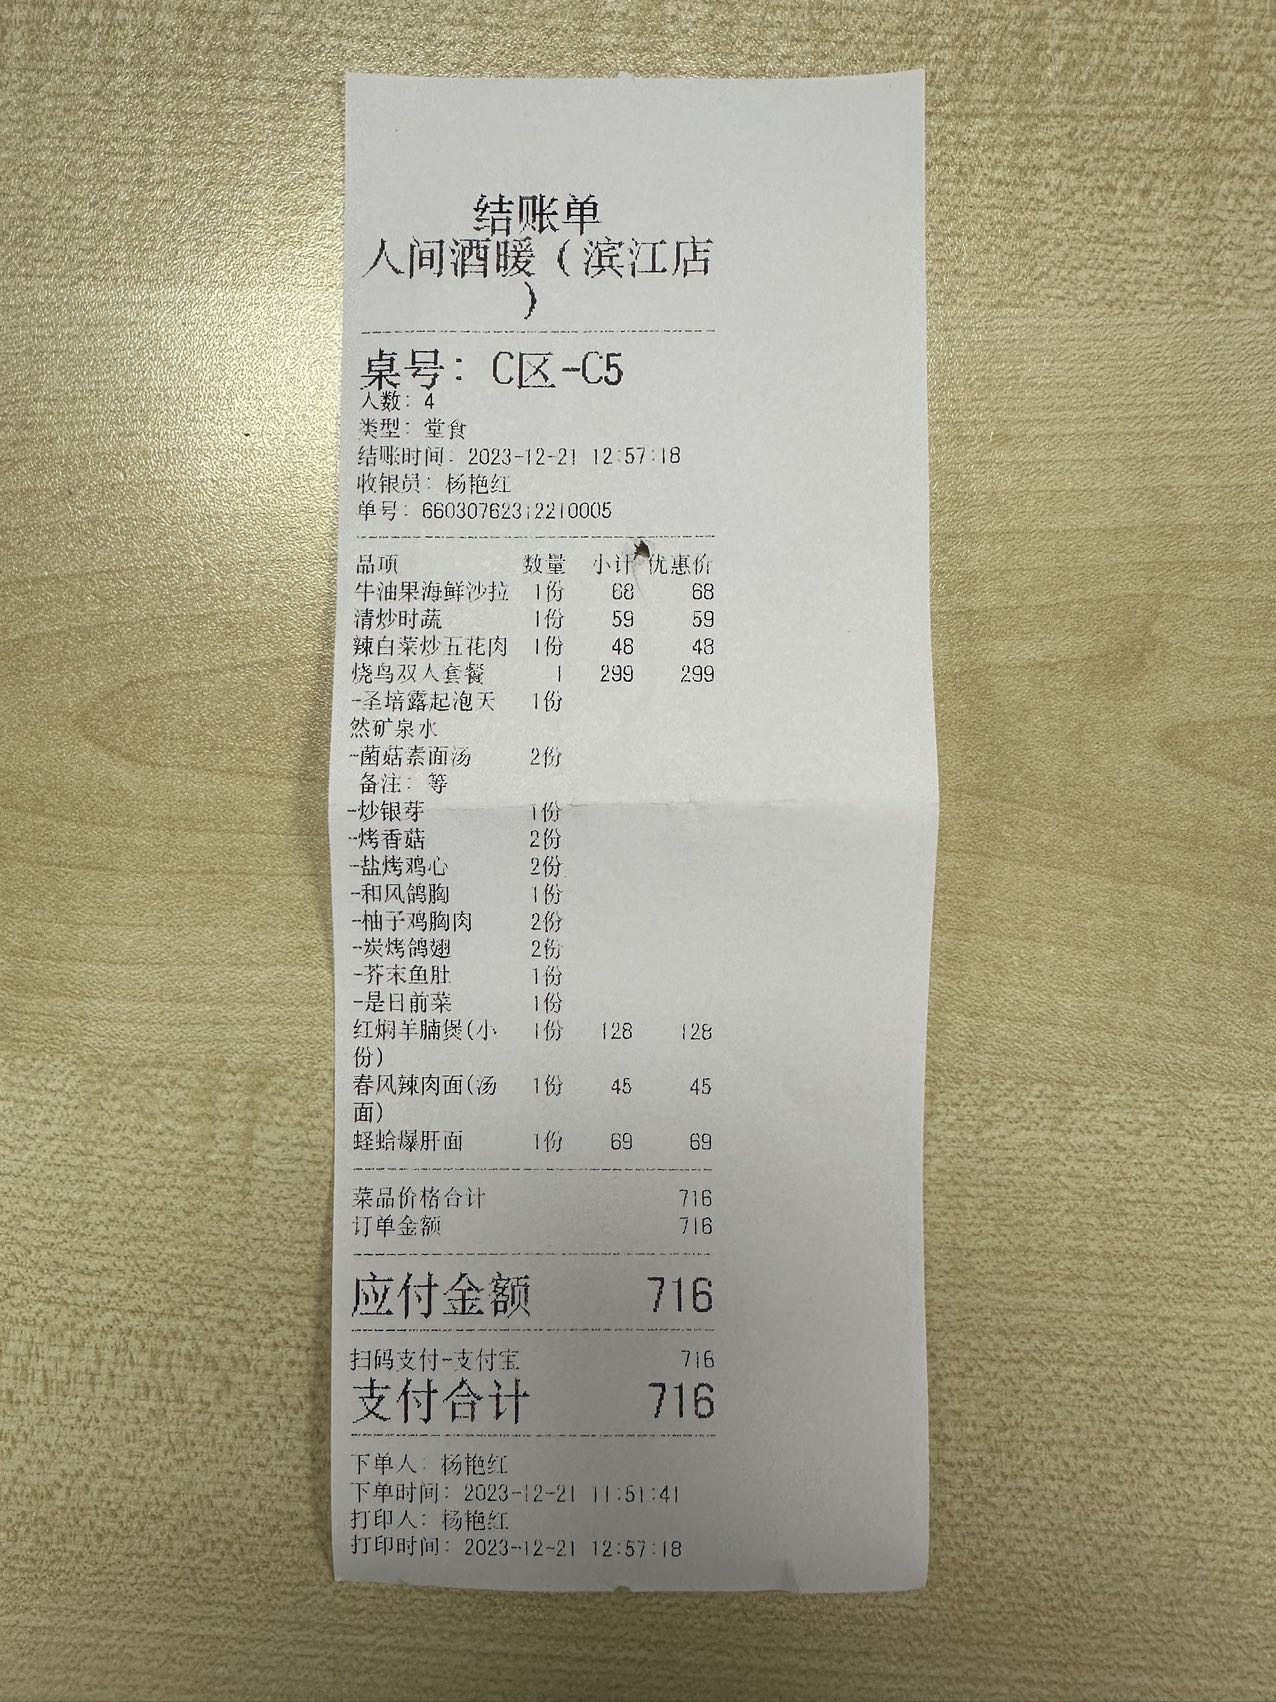 结账单
人间酒暖（滨江店
）
桌号：C区-C5
人数：4
类型：堂食
结账时间：2023-12-21 12:57:18
收银员：杨艳红
单号：66030762312210005
品项 数量 小计 优惠价
牛油果海鲜沙拉 1份 68 68
清炒时蔬 1份 59 59
辣白菜炒五花肉 1份 48 48
烧鸟双人套餐 1 299 299
-圣培露起泡天 1份
然矿泉水
-菌菇素面汤 2份
备注：等
-炒银芽 1份
-烤香菇 2份
-盐烤鸡心 2份
-和风鸽胸 1份
-柚子鸡胸肉 2份
-炭烤鸽翅 2份
-芥末鱼肚 1份
-是日前菜 1份
红焖羊腩煲(小 1份 128 128
份)
春风辣肉面(汤 1份 45 45
面)
蛏蛤爆肝面 1份 69 69
菜品价格合计 716
订单金额 716
应付金额 716
扫码支付-支付宝 716
支付合计 716
下单人：杨艳红
下单时间：2023-12-21 11:51:41
打印人：杨艳红
打印时间：2023-12-21 12:57:18